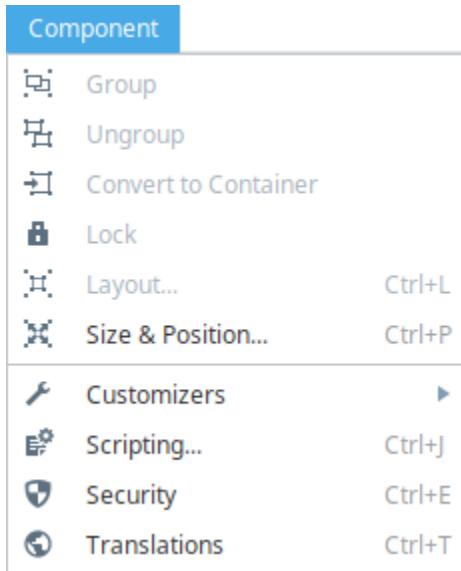 Component
Group
Ungroup
Convert to Container
Lock
Layout... Ctrl+L
Size & Position... Ctrl+P
Customizers
Scripting... Ctrl+J
Security Ctrl+E
Translations Ctrl+T